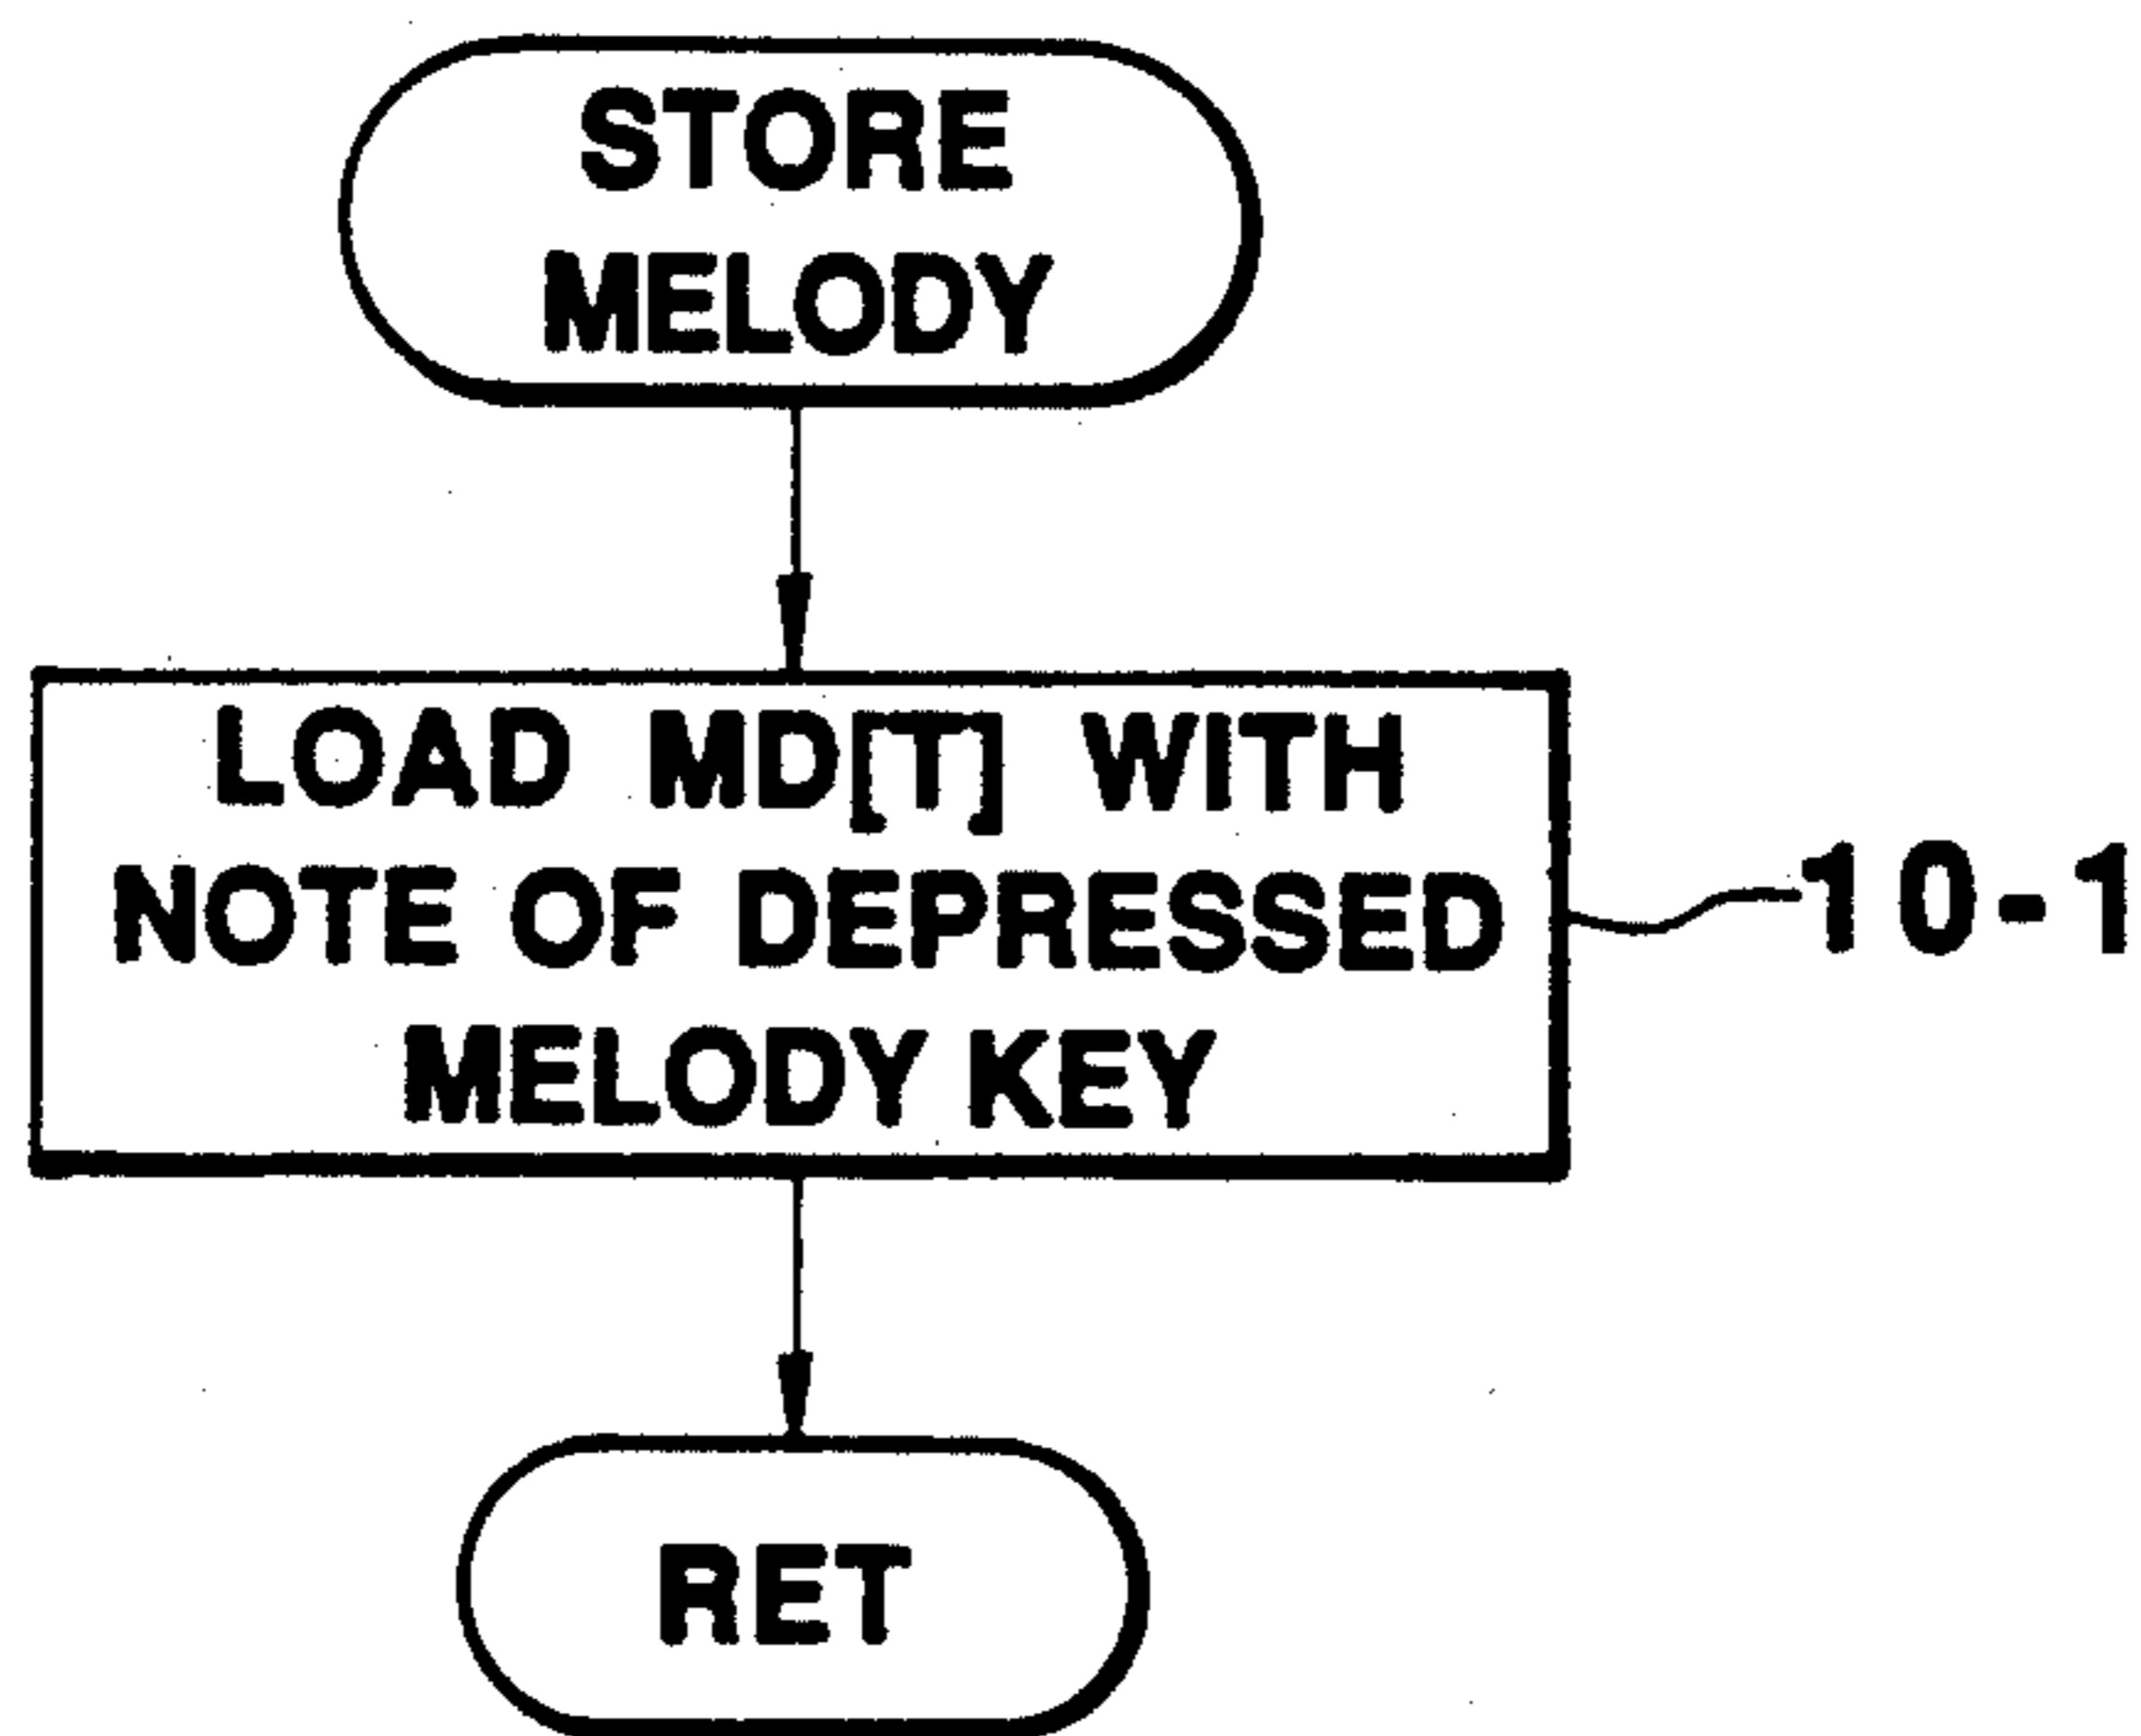 STORE
MELODY
LOAD MD[T] WITH
NOTE OF DEPRESSED
MELODY KEY
10-1
RET